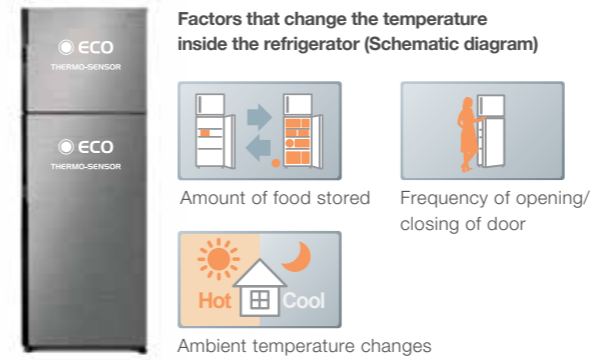 ECO
THERMO-SENSOR
ECO
THERMO-SENSOR
Factors that change the temperature
inside the refrigerator (Schematic diagram)
Amount of food stored
Frequency of opening/
closing of door
Hot
Cool
Ambient temperature changes